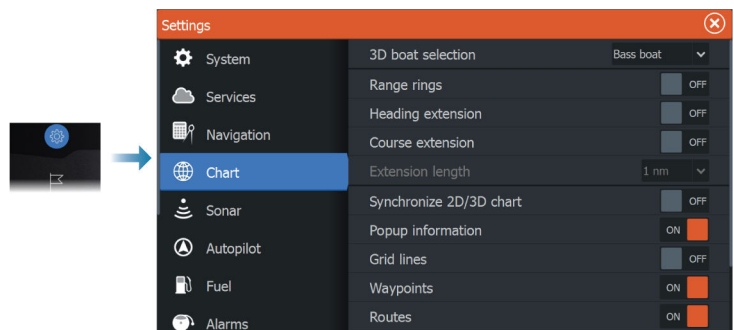 Settings
System
Services
Navigation
Chart
Sonar
Autopilot
Fuel
Alarms
3D boat selection Bass boat
Range rings OFF
Heading extension OFF
Course extension OFF
Extension length 1 nm
Synchronize 2D/3D chart OFF
Popup information ON
Grid lines OFF
Waypoints ON
Routes ON